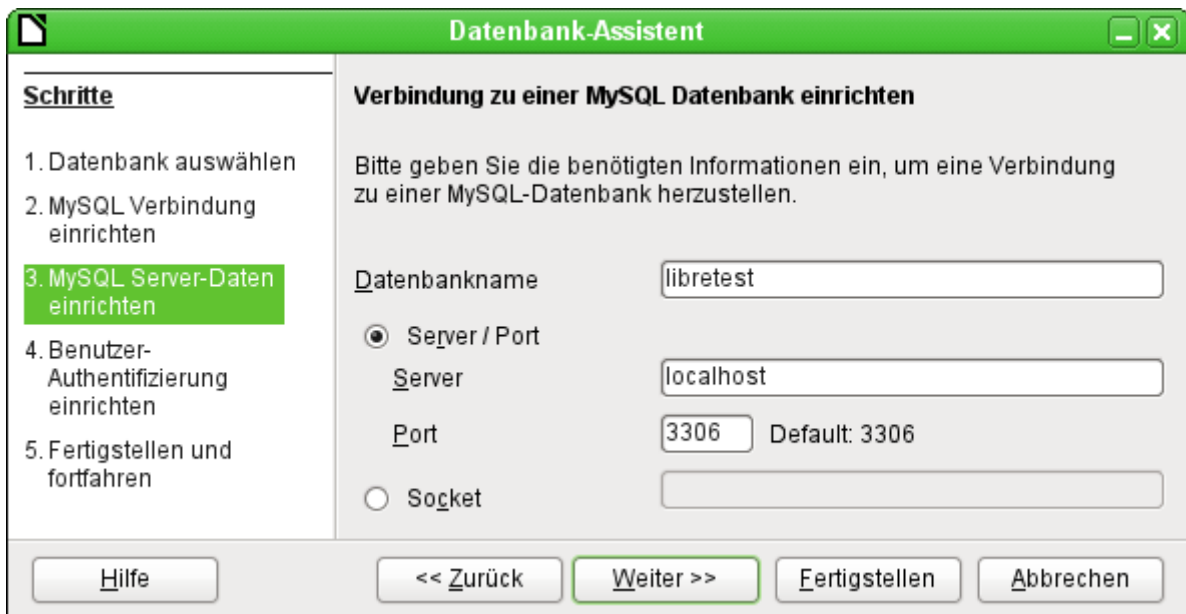 Datenbank-Assistent
Schritte
1. Datenbank auswählen
2. MySQL Verbindung
einrichten
3. MySQL Server-Daten
einrichten
4. Benutzer-
Authentifizierung
einrichten
5. Fertigstellen und
fortfahren
Verbindung zu einer MySQL Datenbank einrichten
Bitte geben Sie die benötigten Informationen ein, um eine Verbindung
zu einer MySQL-Datenbank herzustellen.
Datenbankname libretest
Server / Port
Server localhost
Port 3306 Default: 3306
Socket
Hilfe << Zurück Weiter >> Fertigstellen Abbrechen